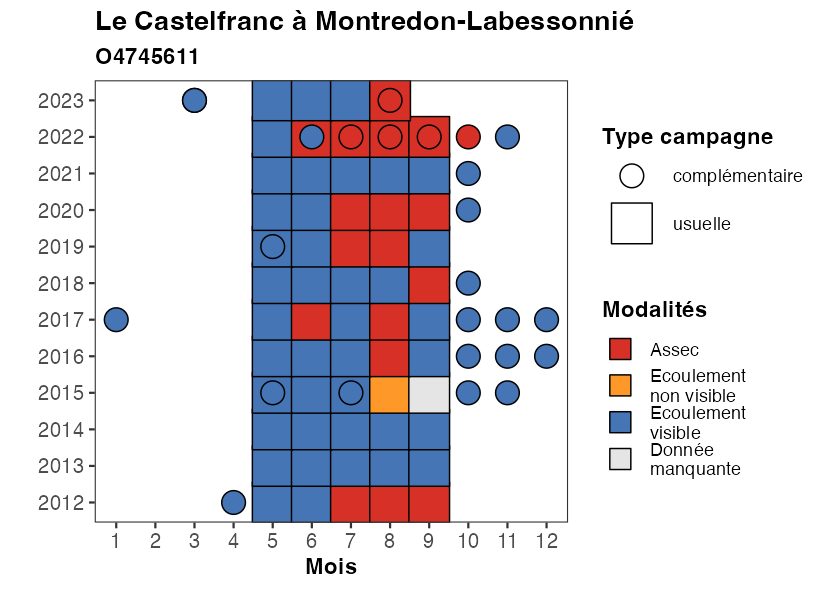 Le Castelfranc à Montredon-Labessonnié
O4745611
2023
2022
2021
2020
2019
2018
2017
2016
2015
2014
2013
2012
1 2 3 4 5 6 7 8 9 10 11 12
Mois
Type campagne
complémentaire
usuelle
Modalités
Assec
Ecoulement
non visible
Ecoulement
visible
Donnée
manquante